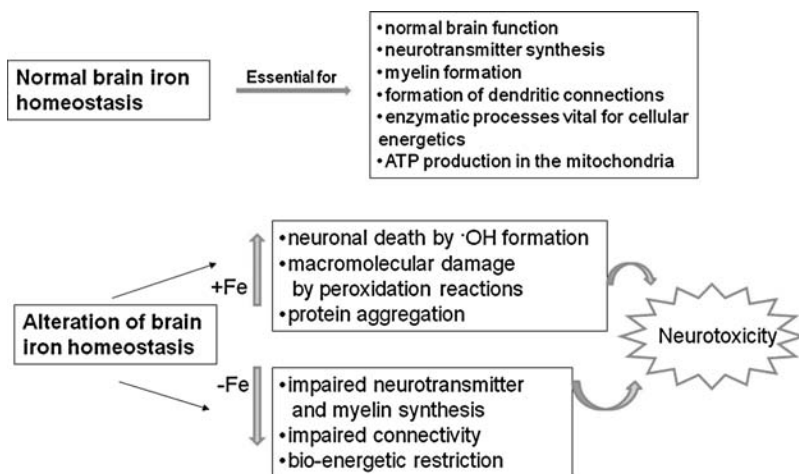 Normal brain iron
homeostasis
Essential for
•normal brain function
•neurotransmitter synthesis
•myelin formation
•formation of dendritic connections
•enzymatic processes vital for cellular
energetics
•ATP production in the mitochondria
Alteration of brain
iron homeostasis
+Fe
•neuronal death by ·OH formation
•macromolecular damage
by peroxidation reactions
•protein aggregation
-Fe
•impaired neurotransmitter
and myelin synthesis
•impaired connectivity
•bio-energetic restriction
Neurotoxicity